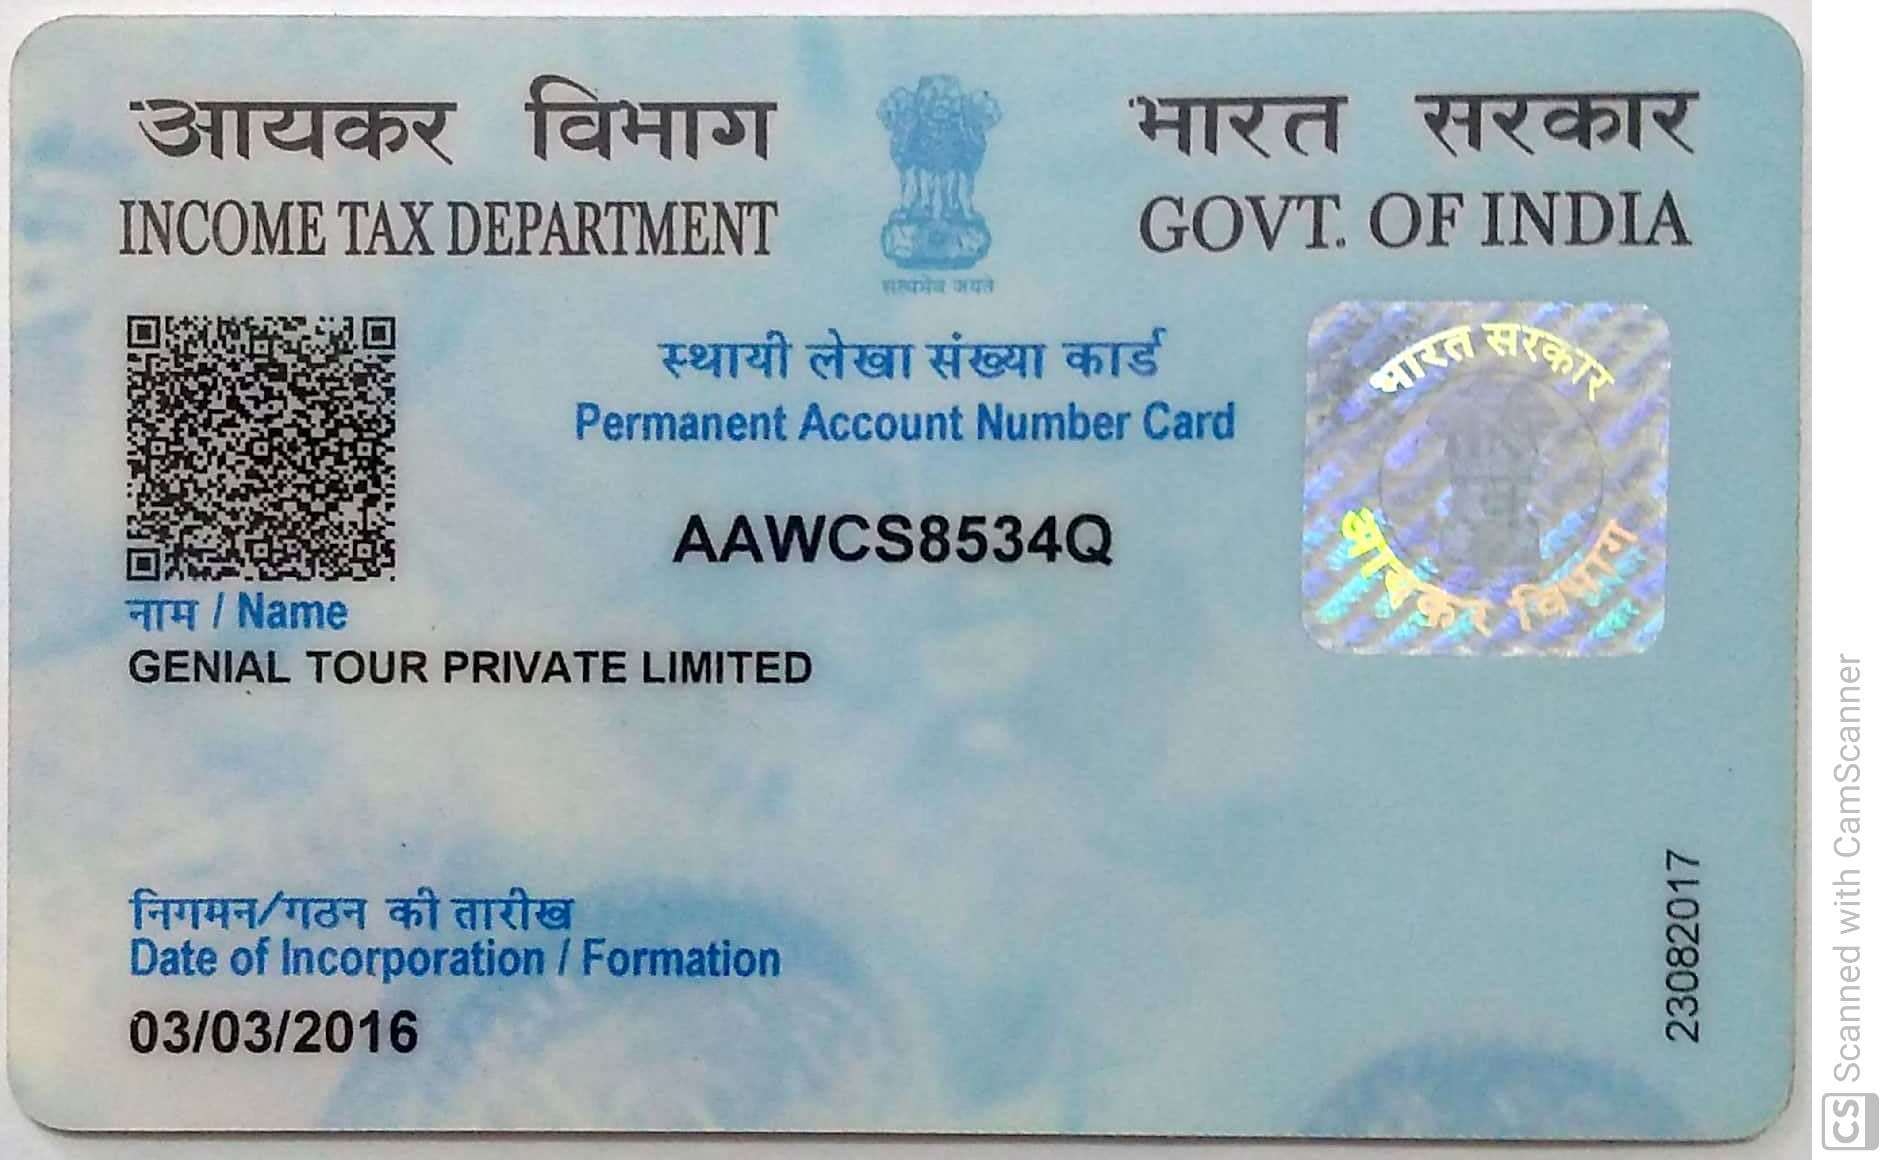 आयकर विभाग
INCOME TAX DEPARTMENT
सत्यमेव जयते
भारत सरकार
GOVT. OF INDIA
स्थायी लेखा संख्या कार्ड
Permanent Account Number Card
AAWCS8534Q
भारत सरकार
आयकर विभाग
नाम / Name
GENIAL TOUR PRIVATE LIMITED
निगमन/गठन की तारीख
Date of Incorporation / Formation
03/03/2016
23082017
CS Scanned with CamScanner